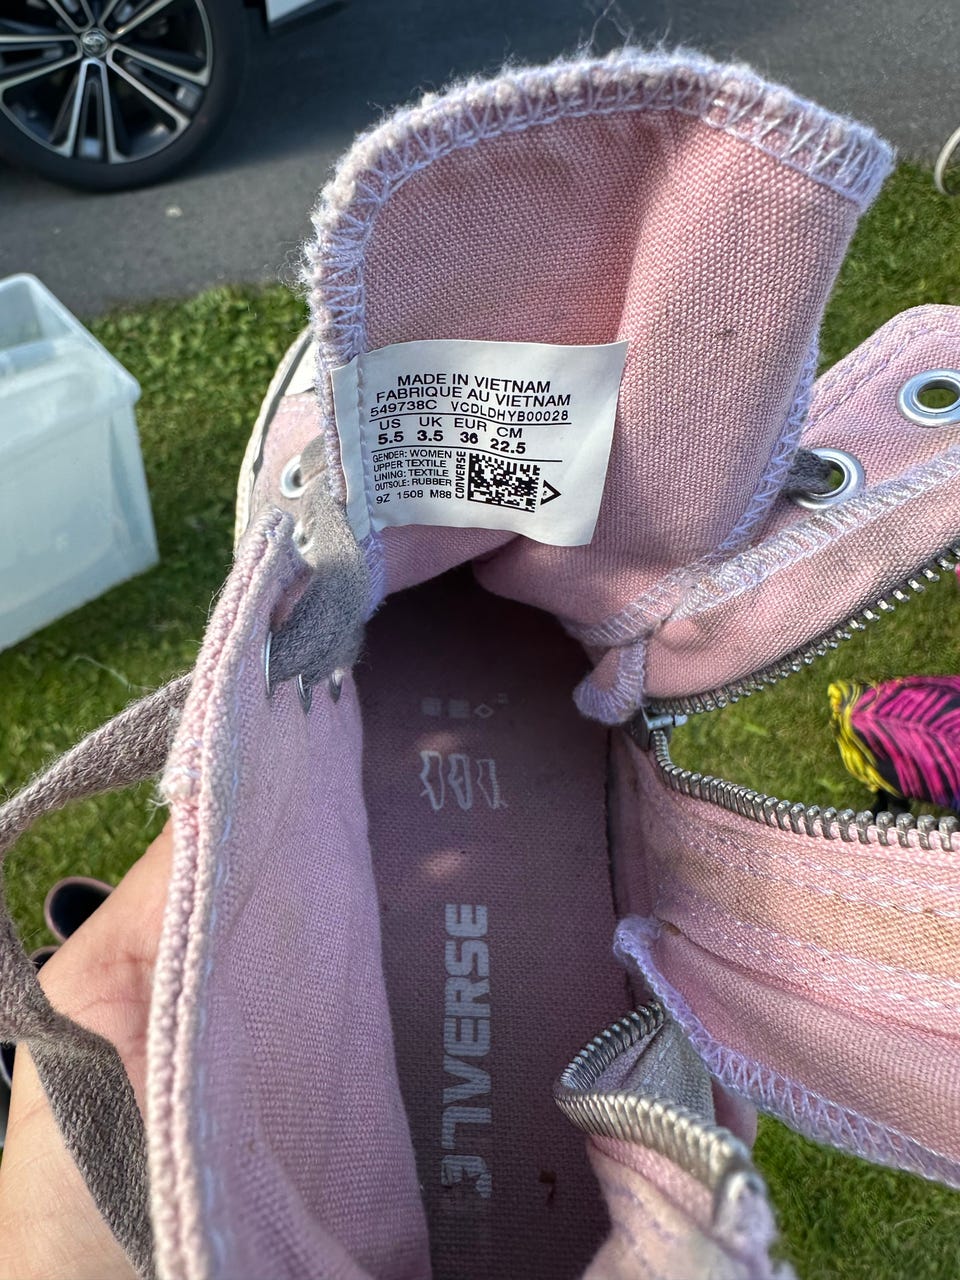 MADE IN VIETNAM
FABRIQUE AU VIETNAM
549738C VCDLDHYB00028
US UK EUR CM
5.5 3.5 36 22.5
GENDER: WOMEN
UPPER: TEXTILE
LINING: TEXTILE
OUTSOLE: RUBBER
9Z 1508 M88
CONVERSE
VERSE